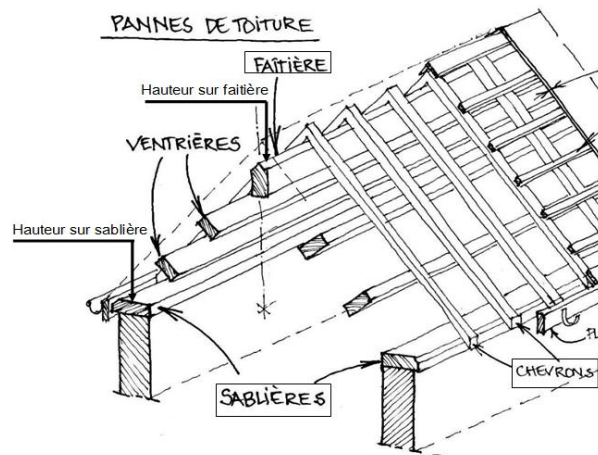 PANNES DE TOITURE
Hauteur sur faitière
FAÎTIÈRE
VENTRIÈRES
Hauteur sur sablière
SABLIÈRES
CHEVRONS